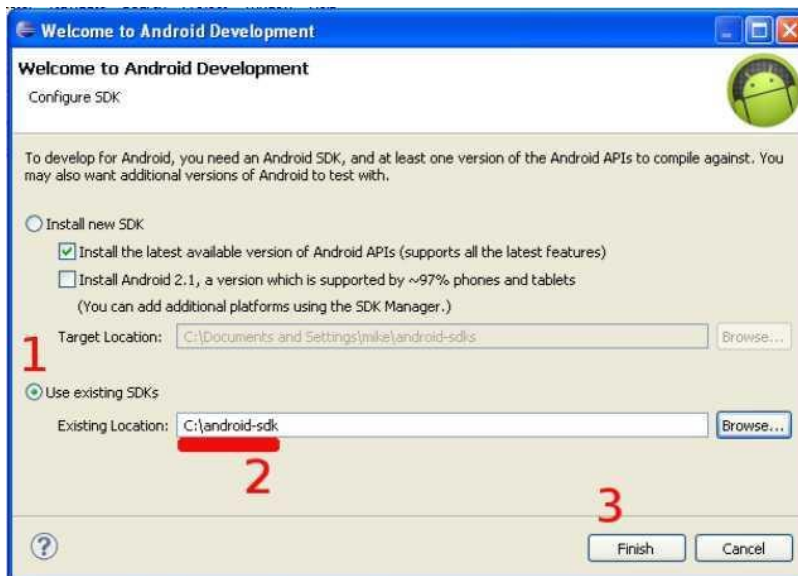 Welcome to Android Development
Welcome to Android Development
Configure SDK
To develop for Android, you need an Android SDK, and at least one version of the Android APIs to compile against. You
may also want additional versions of Android to test with.
Install new SDK
Install the latest available version of Android APIs (supports all the latest features)
Install Android 2.1, a version which is supported by ~97% phones and tablets
(You can add additional platforms using the SDK Manager.)
Target Location: C:\Documents and Settings\mike\android-sdks Browse...
1
Use existing SDKs
Existing Location: C:\android-sdk Browse...
2
3
? Finish Cancel